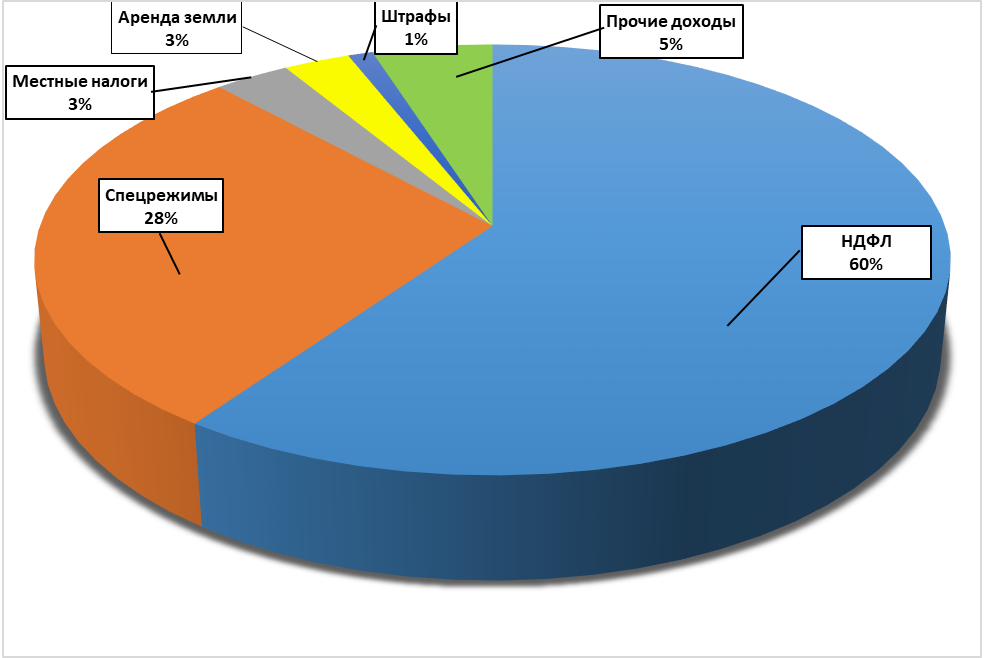 Аренда земли
3%
Штрафы
1%
Прочие доходы
5%
Местные налоги
3%
Спецрежимы
28%
НДФЛ
60%